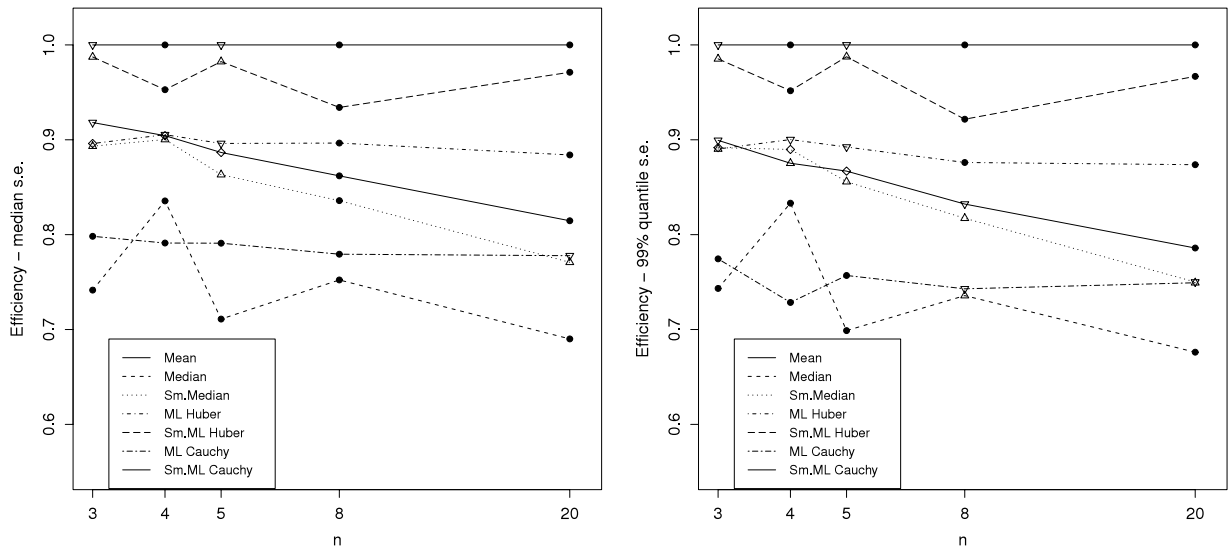 Efficiency – median s.e.
1.0
0.9
0.8
0.7
0.6
Mean
Median
Sm.Median
ML Huber
Sm.ML Huber
ML Cauchy
Sm.ML Cauchy
3 4 5 8 20
n
Efficiency – 99% quantile s.e.
1.0
0.9
0.8
0.7
0.6
Mean
Median
Sm.Median
ML Huber
Sm.ML Huber
ML Cauchy
Sm.ML Cauchy
3 4 5 8 20
n